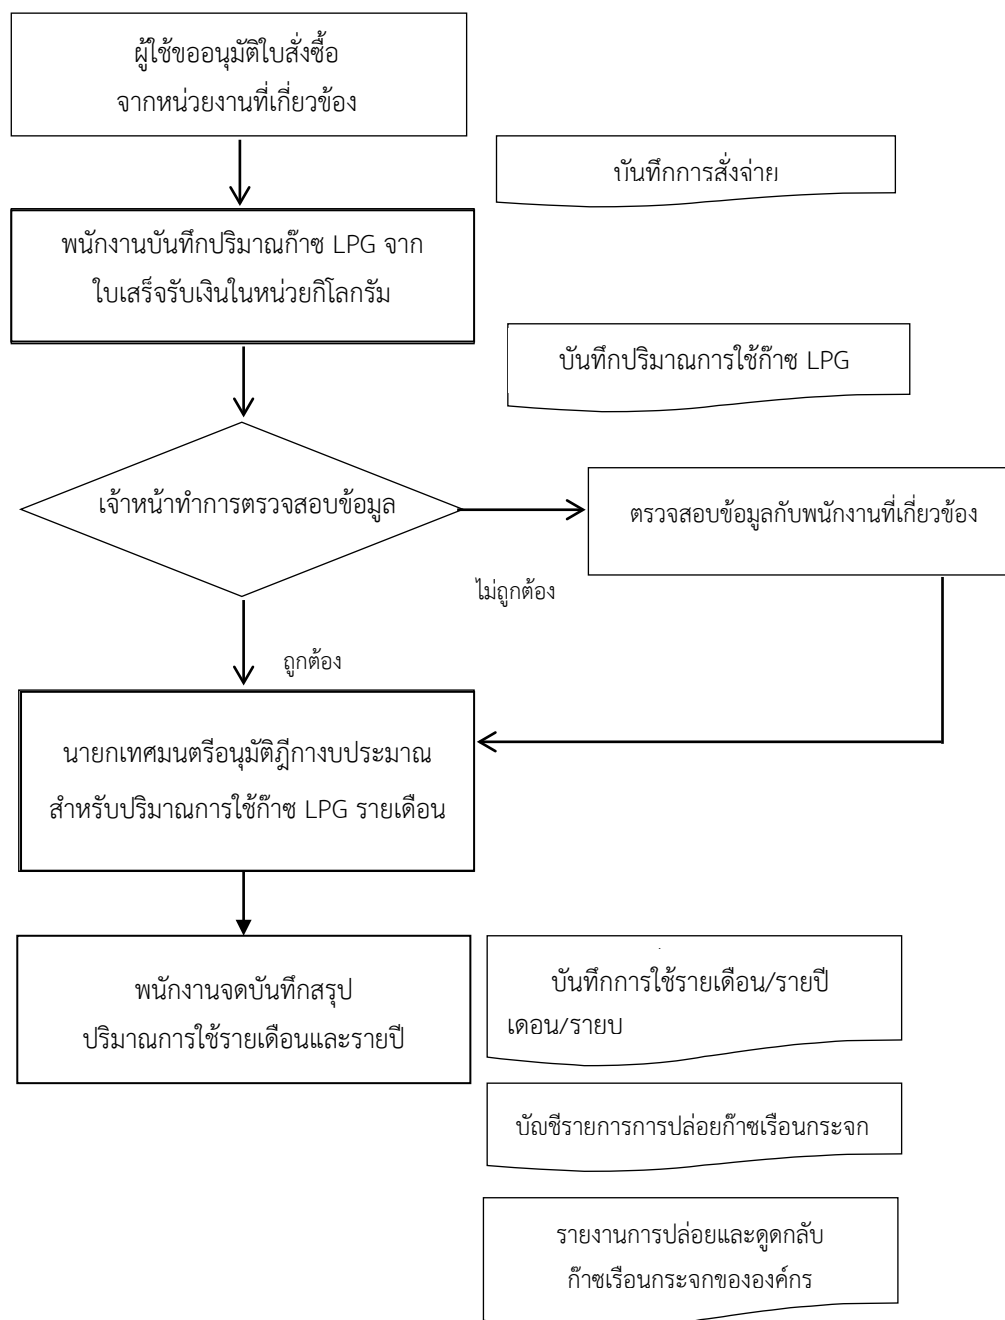 ผู้ใช้ขออนุมัติใบสั่งซื้อ
จากหน่วยงานที่เกี่ยวข้อง
บันทึกการสั่งจ่าย
พนักงานบันทึกปริมาณก๊าซ LPG จาก
ใบเสร็จรับเงินในหน่วยกิโลกรัม
บันทึกปริมาณการใช้ก๊าซ LPG
เจ้าหน้าทำการตรวจสอบข้อมูล
ตรวจสอบข้อมูลกับพนักงานที่เกี่ยวข้อง
ไม่ถูกต้อง
ถูกต้อง
นายกเทศมนตรีอนุมัติฎีกางบประมาณ
สำหรับปริมาณการใช้ก๊าซ LPG รายเดือน
พนักงานจดบันทึกสรุป
ปริมาณการใช้รายเดือนและรายปี
บันทึกการใช้รายเดือน/รายปี
เดอน/รายบ
บัญชีรายการการปล่อยก๊าซเรือนกระจก
รายงานการปล่อยและดูดกลับ
ก๊าซเรือนกระจกขององค์กร